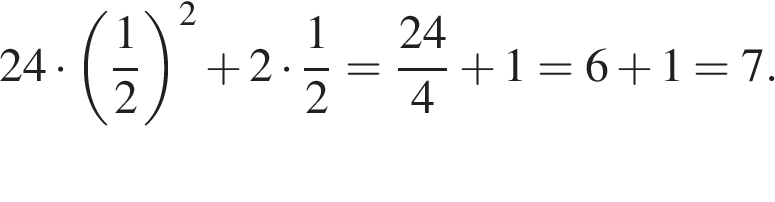 24 · (1/2)² + 2 · 1/2 = 24/4 + 1 = 6 + 1 = 7.